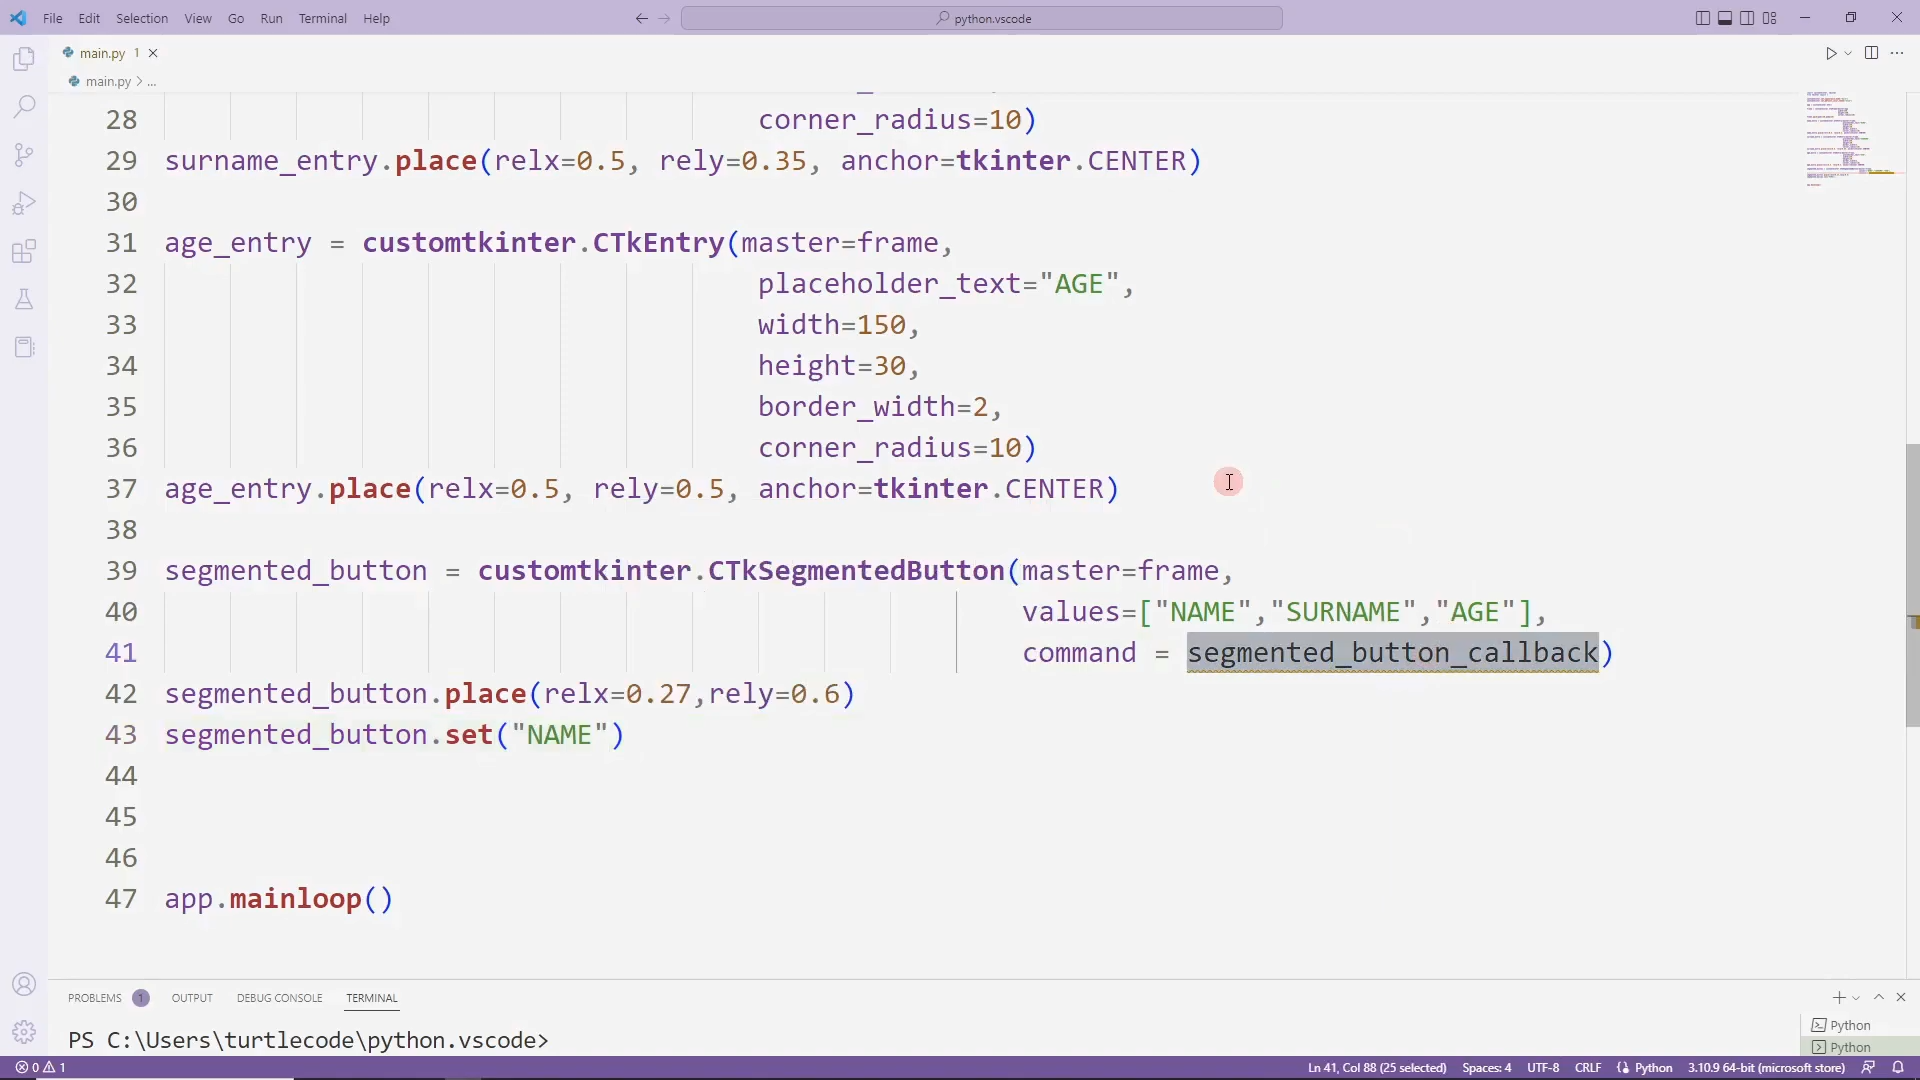 File Edit Selection View Go Run Terminal Help
python.vscode
main.py 1
main.py > ...
28 corner_radius=10)
29 surname_entry.place(relx=0.5, rely=0.35, anchor=tkinter.CENTER)
30
31 age_entry = customtkinter.CTkEntry(master=frame,
32 placeholder_text="AGE",
33 width=150,
34 height=30,
35 border_width=2,
36 corner_radius=10)
37 age_entry.place(relx=0.5, rely=0.5, anchor=tkinter.CENTER)
38
39 segmented_button = customtkinter.CTkSegmentedButton(master=frame,
40 values=["NAME","SURNAME","AGE"],
41 command = segmented_button_callback)
42 segmented_button.place(relx=0.27,rely=0.6)
43 segmented_button.set("NAME")
44
45
46
47 app.mainloop()
PROBLEMS 1 OUTPUT DEBUG CONSOLE TERMINAL
PS C:\Users\turtlecode\python.vscode>
Python
Python
0 1 Ln 41, Col 88 (25 selected) Spaces: 4 UTF-8 CRLF Python 3.10.9 64-bit (microsoft store)